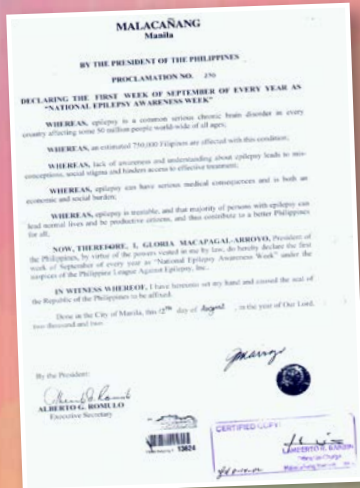 MALACAÑANG
Manila
BY THE PRESIDENT OF THE PHILIPPINES
PROCLAMATION NO.
DECLARING THE FIRST WEEK OF SEPTEMBER OF EVERY YEAR AS
“NATIONAL EPILEPSY AWARENESS WEEK”
WHEREAS, epilepsy is a common serious chronic brain disorder in every
country affecting some 50 million people world-wide of all ages;
WHEREAS, an estimated 750,000 Filipinos are effected with this condition;
WHEREAS, lack of awareness and understanding about epilepsy leads to mis-
conceptions, social stigma and hinders access to effective treatment;
WHEREAS, epilepsy can have serious medical consequences and is both an
economic and social burden;
WHEREAS, epilepsy is treatable, and that majority of persons with epilepsy can
lead normal lives and be productive citizens, and thus contribute to a better Philippines
for all;
NOW, THEREFORE, I, GLORIA MACAPAGAL-ARROYO, President of
the Philippines, by virtue of the powers vested in me by law, do hereby declare the first
week of September of every year as “National Epilepsy Awareness Week” under the
auspices of the Philippine League Against Epilepsy, Inc.
IN WITNESS WHEREOF, I have hereunto set my hand and caused the seal of
the Republic of the Philippines to be affixed.
Done in the City of Manila, this 12th day of August , in the year of Our Lord,
two thousand and two.
By the President:
ALBERTO G. ROMULO
Executive Secretary
13624
CERTIFIED COPY: